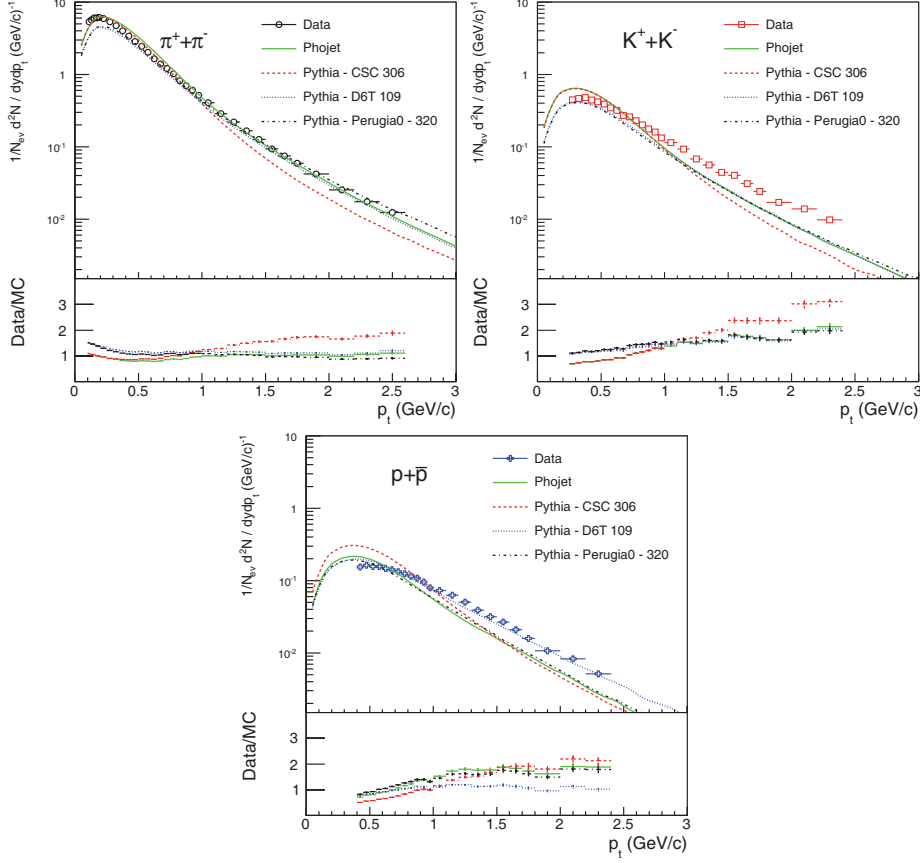 1/N_ev d²N / dydp_t (GeV/c)⁻¹
10
1
10⁻¹
10⁻²
π⁺+π⁻
Data
Phojet
Pythia - CSC 306
Pythia - D6T 109
Pythia - Perugia0 - 320
Data/MC
3
2
1
0 0.5 1 1.5 2 2.5 3
p_t (GeV/c)
1/N_ev d²N / dydp_t (GeV/c)⁻¹
10
1
10⁻¹
10⁻²
K⁺+K⁻
Data
Phojet
Pythia - CSC 306
Pythia - D6T 109
Pythia - Perugia0 - 320
Data/MC
3
2
1
0 0.5 1 1.5 2 2.5 3
p_t (GeV/c)
1/N_ev d²N / dydp_t (GeV/c)⁻¹
10
1
10⁻¹
10⁻²
p+p̄
Data
Phojet
Pythia - CSC 306
Pythia - D6T 109
Pythia - Perugia0 - 320
Data/MC
3
2
1
0 0.5 1 1.5 2 2.5 3
p_t (GeV/c)